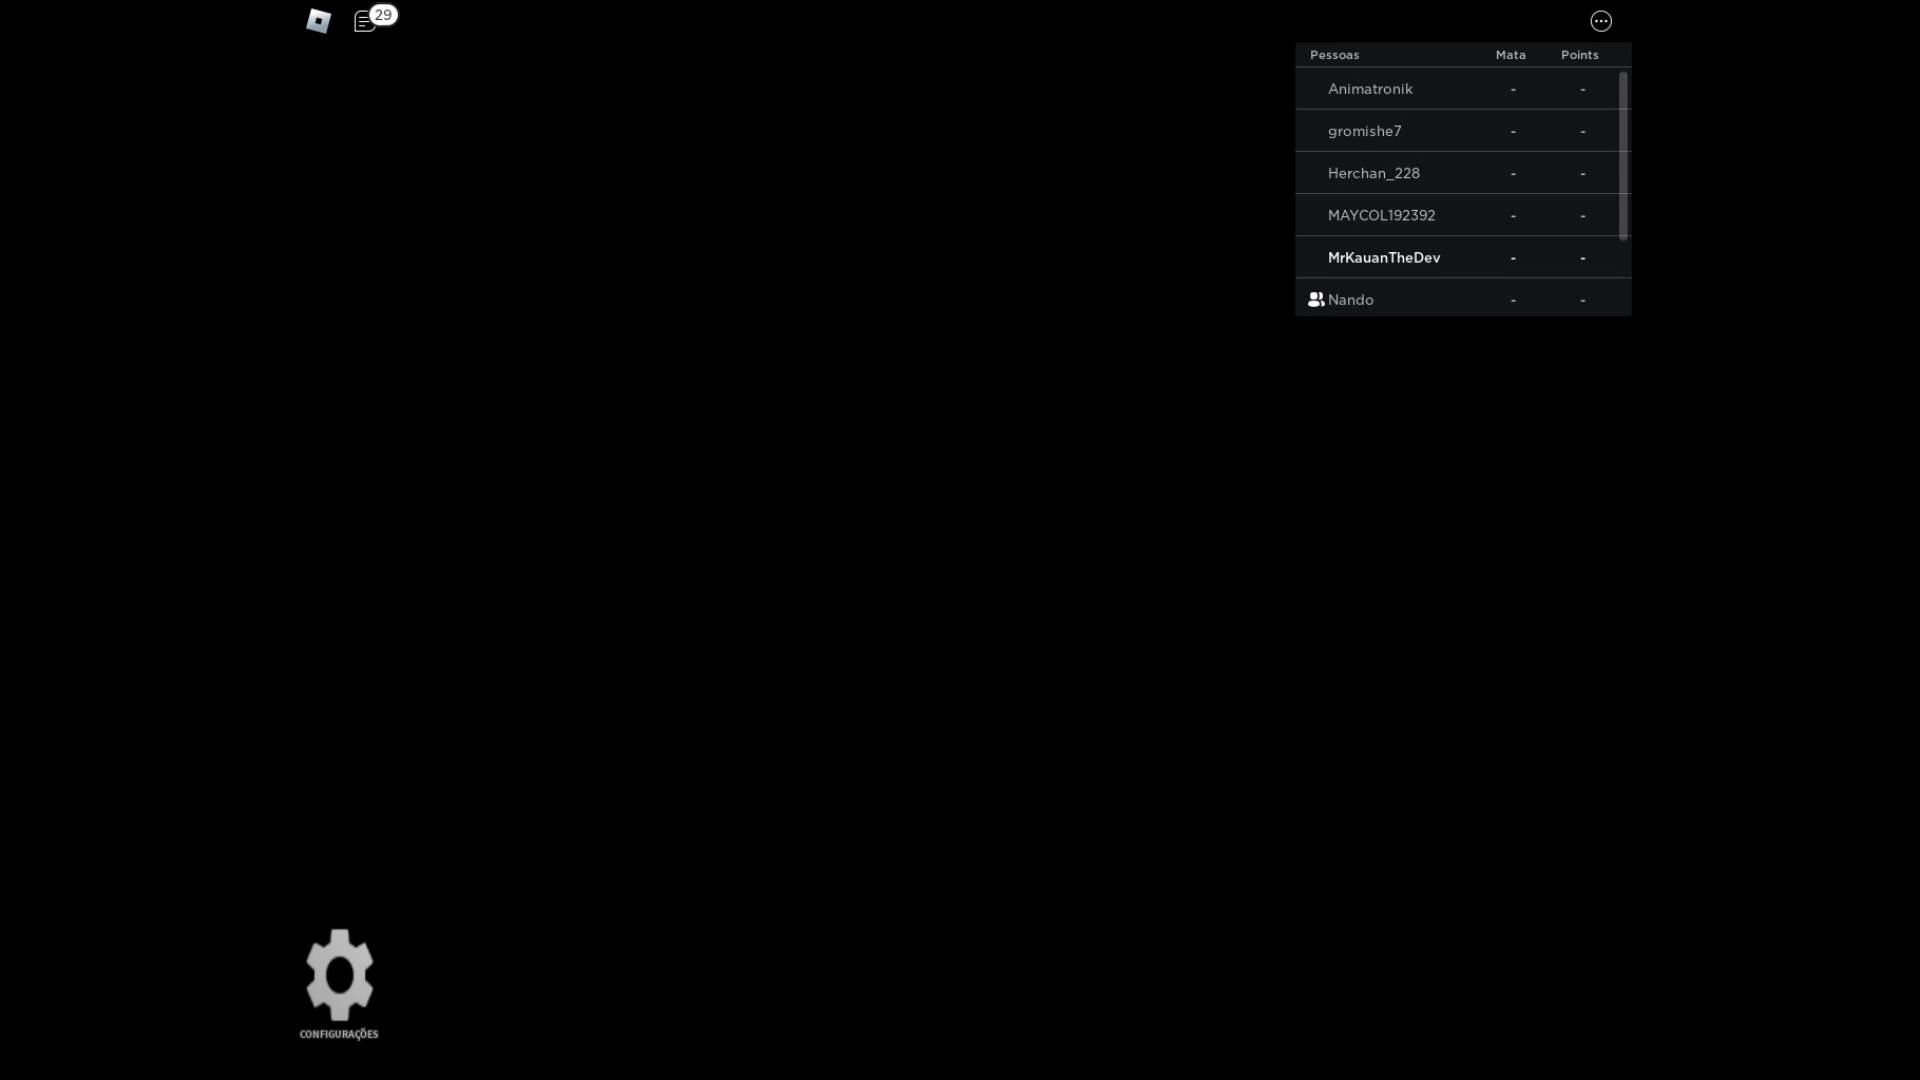 29
Pessoas Mata Points
Animatronik - -
gromishe7 - -
Herchan_228 - -
MAYCOL192392 - -
MrKauanTheDev - -
Nando - -
CONFIGURAÇÕES